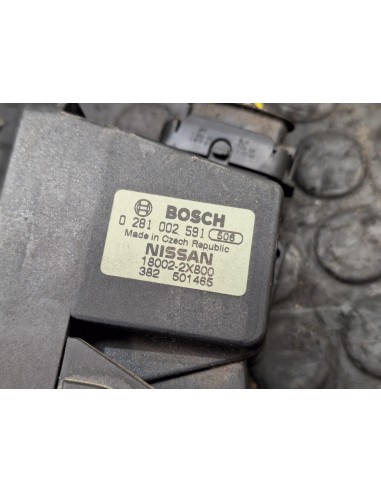 BOSCH
0 281 002 591 506
Made in Czech Republic
NISSAN
18002-2X800
382 501465